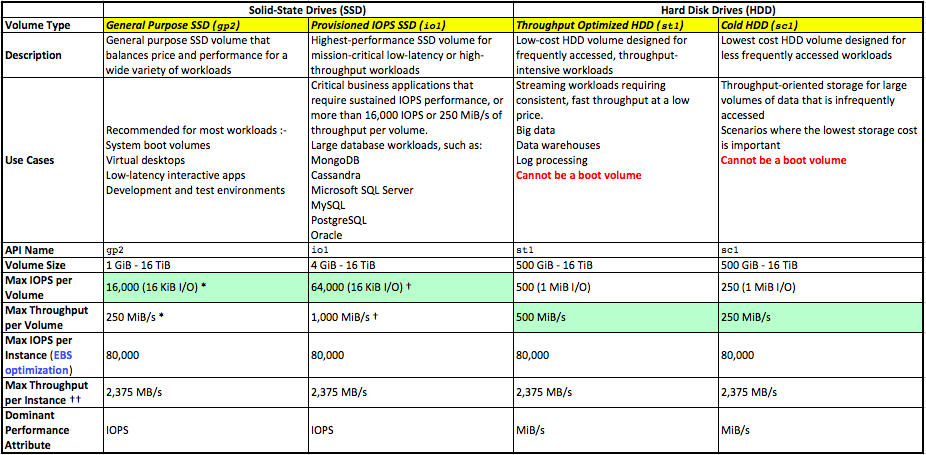 Solid-State Drives (SSD) Hard Disk Drives (HDD)
Volume Type General Purpose SSD (gp2) Provisioned IOPS SSD (io1) Throughput Optimized HDD (st1) Cold HDD (sc1)
Description
General purpose SSD volume that
balances price and performance for a
wide variety of workloads
Highest-performance SSD volume for
mission-critical low-latency or high-
throughput workloads
Low-cost HDD volume designed for
frequently accessed, throughput-
intensive workloads
Lowest cost HDD volume designed for
less frequently accessed workloads
Use Cases
Recommended for most workloads :-
System boot volumes
Virtual desktops
Low-latency interactive apps
Development and test environments
Critical business applications that
require sustained IOPS performance, or
more than 16,000 IOPS or 250 MiB/s of
throughput per volume.
Large database workloads, such as:
MongoDB
Cassandra
Microsoft SQL Server
MySQL
PostgreSQL
Oracle
Streaming workloads requiring
consistent, fast throughput at a low
price.
Big data
Data warehouses
Log processing
Cannot be a boot volume
Throughput-oriented storage for large
volumes of data that is infrequently
accessed
Scenarios where the lowest storage cost
is important
Cannot be a boot volume
API Name gp2 io1 st1 sc1
Volume Size 1 GiB - 16 TiB 4 GiB - 16 TiB 500 GiB - 16 TiB 500 GiB - 16 TiB
Max IOPS per
Volume
16,000 (16 KiB I/O) * 64,000 (16 KiB I/O) † 500 (1 MiB I/O) 250 (1 MiB I/O)
Max Throughput
per Volume
250 MiB/s * 1,000 MiB/s † 500 MiB/s 250 MiB/s
Max IOPS per
Instance (EBS
optimization)
80,000 80,000 80,000 80,000
Max Throughput
per Instance ††
2,375 MB/s 2,375 MB/s 2,375 MB/s 2,375 MB/s
Dominant
Performance
Attribute
IOPS IOPS MiB/s MiB/s